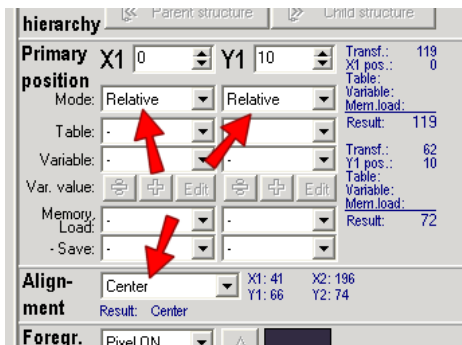 hierarchy Parent structure Child structure
Primary position X1 0 Y1 10
Transf.: 119
X1 pos.: 0
Table:
Variable:
Mem.load:
Result: 119
Mode: Relative Relative
Table: - -
Variable: - -
Var. value: Edit Edit
Memory, Load: - -
- Save: - -
Transf.: 62
Y1 pos.: 10
Table:
Variable:
Mem.load:
Result: 72
Align-
ment
Center
X1: 41 X2: 196
Y1: 66 Y2: 74
Result: Center
Foregr. Pixel ON